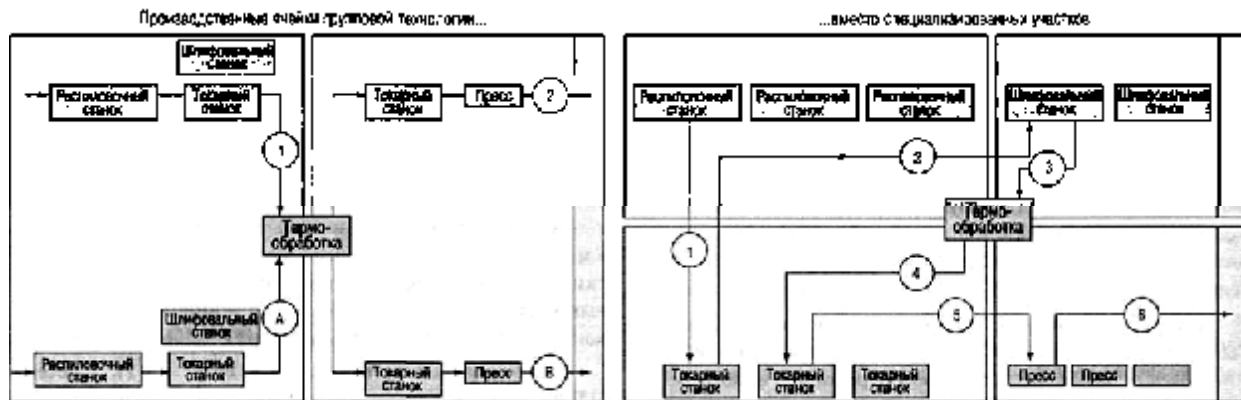 Производственные ячейки групповой технологии...
Шлифовальный
станок
Распиловочный
станок
Токарный
станок
1
Токарный
станок
Пресс
2
Термо-
обработка
Шлифовальный
станок
А
Распиловочный
станок
Токарный
станок
Токарный
станок
Пресс
В
...вместо специализированных участков
Распиловочный
станок
Распиловочный
станок
Распиловочный
станок
Шлифовальный
станок
Шлифовальный
станок
2
3
Термо-
обработка
1
4
5
6
Токарный
станок
Токарный
станок
Токарный
станок
Пресс
Пресс